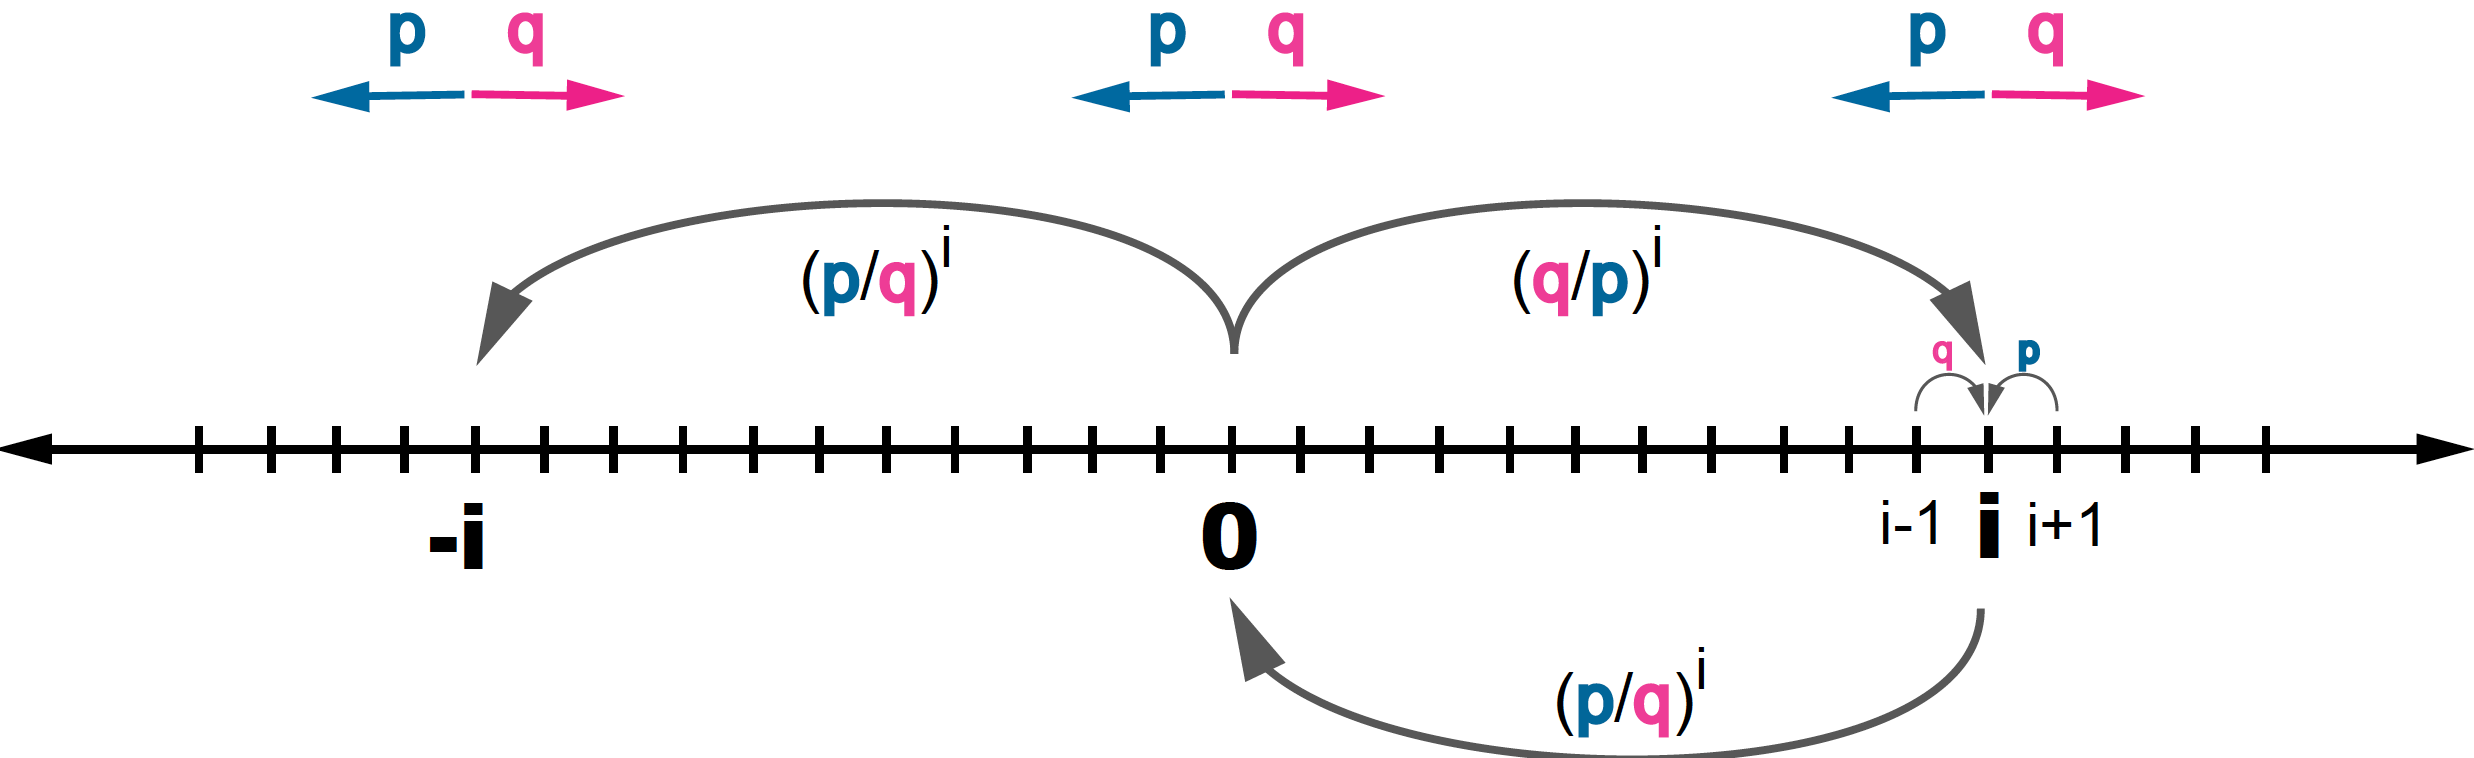 p q p q p q
(p/q)^i (q/p)^i
q p
-i 0 i-1 i i+1
(p/q)^i